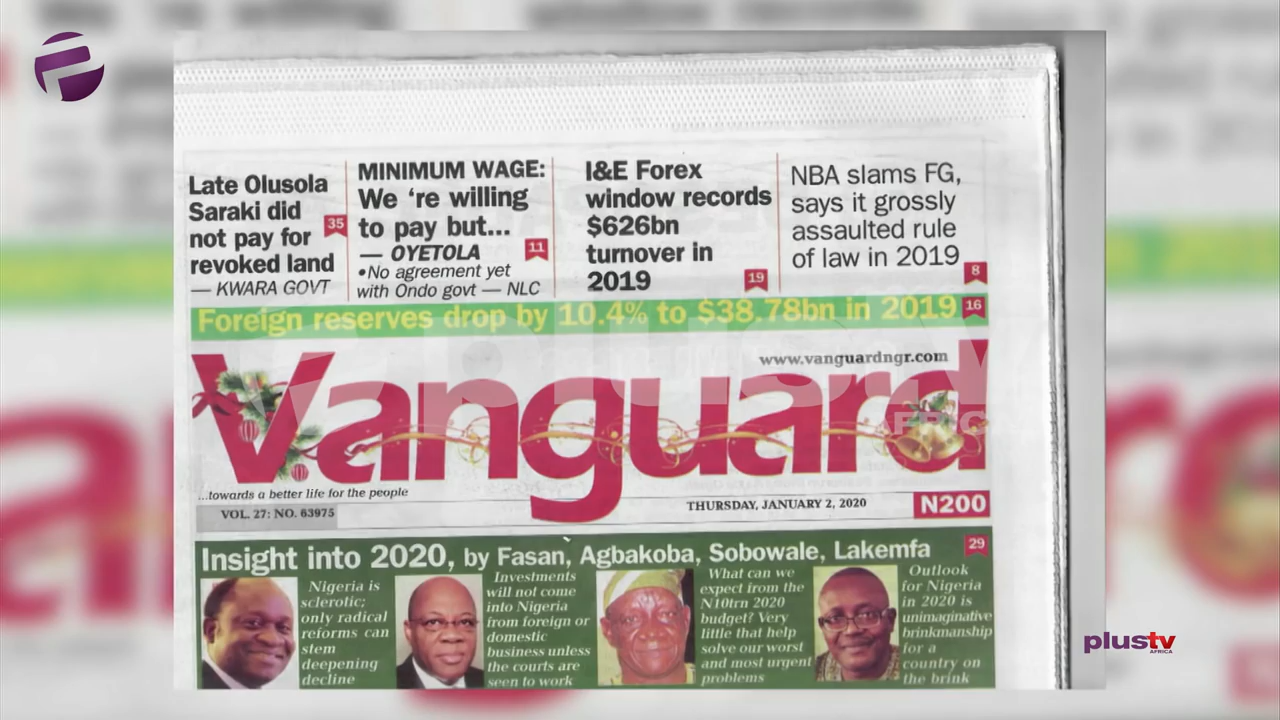 Late Olusola
Saraki did
not pay for
revoked land
— KWARA GOVT
35
MINIMUM WAGE:
We 're willing
to pay but...
— OYETOLA
•No agreement yet
with Ondo govt — NLC
11
I&E Forex
window records
$626bn
turnover in
2019
19
NBA slams FG,
says it grossly
assaulted rule
of law in 2019
8
Foreign reserves drop by 10.4% to $38.78bn in 2019
16
www.vanguardngr.com
Vanguard
...towards a better life for the people
VOL. 27: NO. 63975
THURSDAY, JANUARY 2, 2020
N200
Insight into 2020, by Fasan, Agbakoba, Sobowale, Lakemfa
29
Nigeria is
sclerotic;
only radical
reforms can
stem
deepening
decline
Investments
will not come
into Nigeria
from foreign or
domestic
business unless
the courts are
seen to work
What can we
expect from the
N10trn 2020
budget? Very
little that help
solve our worst
and most urgent
problems
Outlook
for Nigeria
in 2020 is
unimaginative
brinkmanship
for a
country on
the brink
plustv
AFRICA